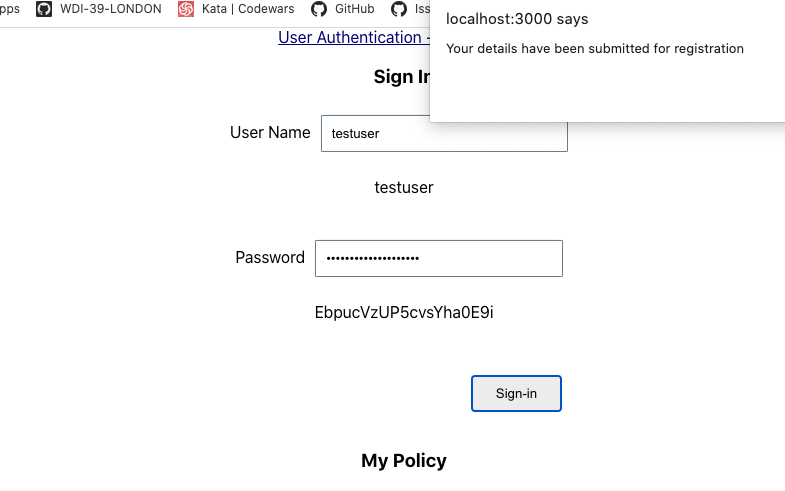 pps WDI-39-LONDON Kata | Codewars GitHub Iss
localhost:3000 says
Your details have been submitted for registration
User Authentication -
Sign In
User Name testuser
testuser
Password ••••••••••••••••••••
EbpucVzUP5cvsYha0E9i
Sign-in
My Policy